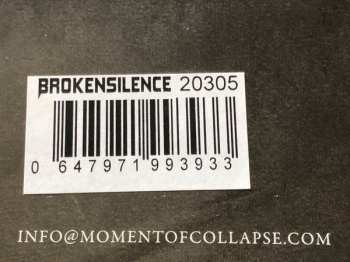 BROKENSILENCE 20305
0 647971 993933
INFO@MOMENTOFCOLLAPSE.COM